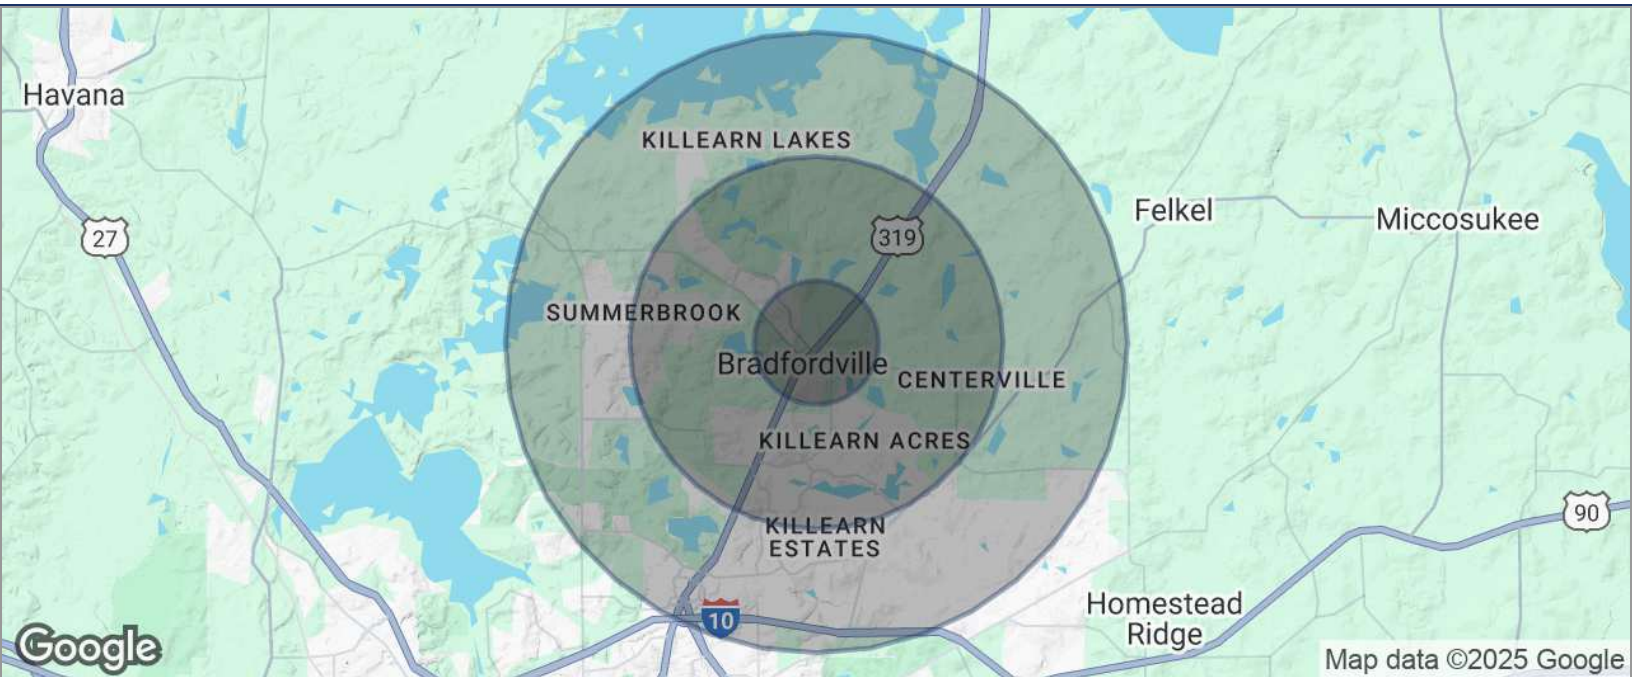 Havana
KILLEARN LAKES
Felkel
Miccosukee
27
319
SUMMERBROOK
Bradfordville
CENTERVILLE
KILLEARN ACRES
90
KILLEARN
ESTATES
Homestead
Ridge
10
Google
Map data ©2025 Google